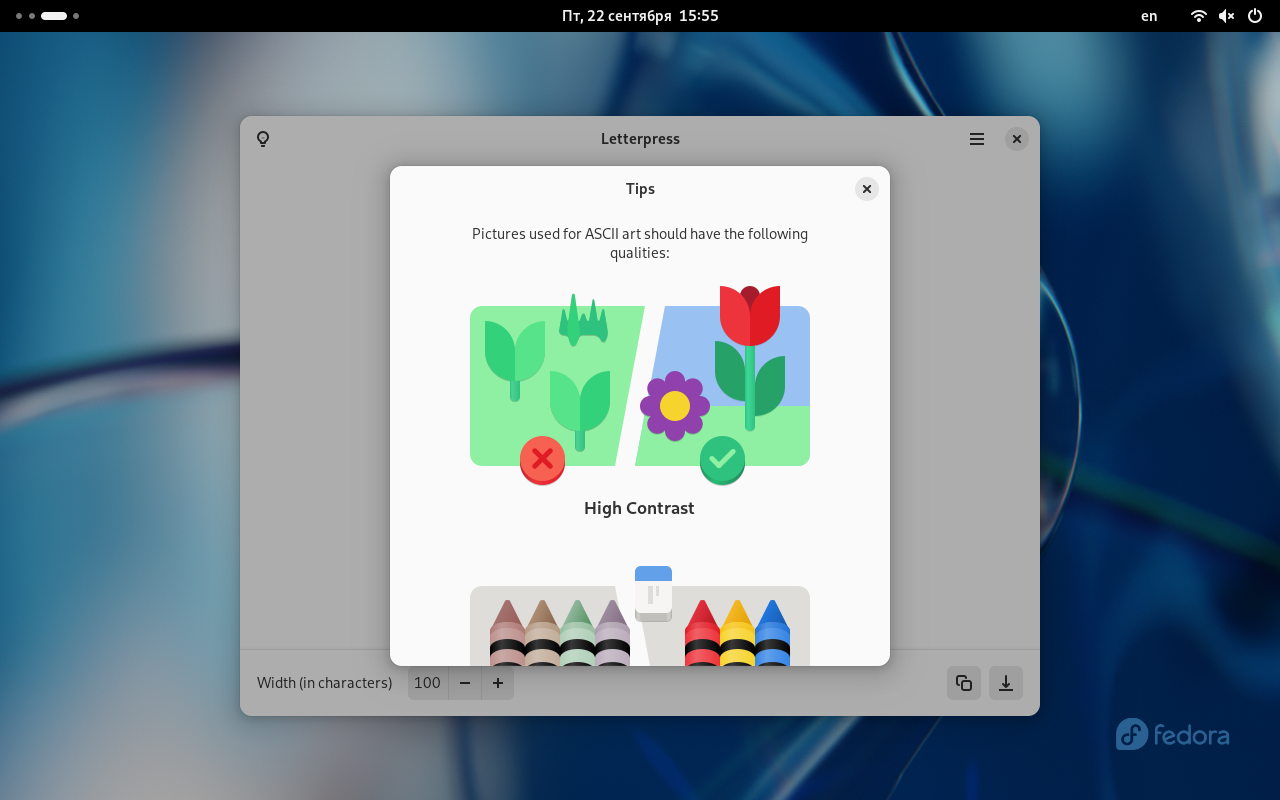 Пт, 22 сентября 15:55
en
Letterpress
Tips
Pictures used for ASCII art should have the following
qualities:
High Contrast
Width (in characters)
100
fedora